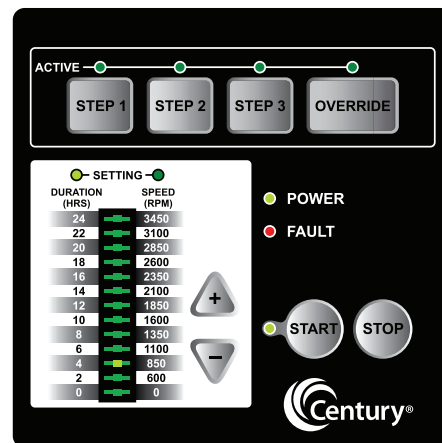 ACTIVE
STEP 1 STEP 2 STEP 3 OVERRIDE
SETTING
DURATION (HRS) SPEED (RPM)
24 3450
22 3100
20 2850
18 2600
16 2350
14 2100
12 1850
10 1600
8 1350
6 1100
4 850
2 600
0 0
+
−
POWER
FAULT
START STOP
Century®